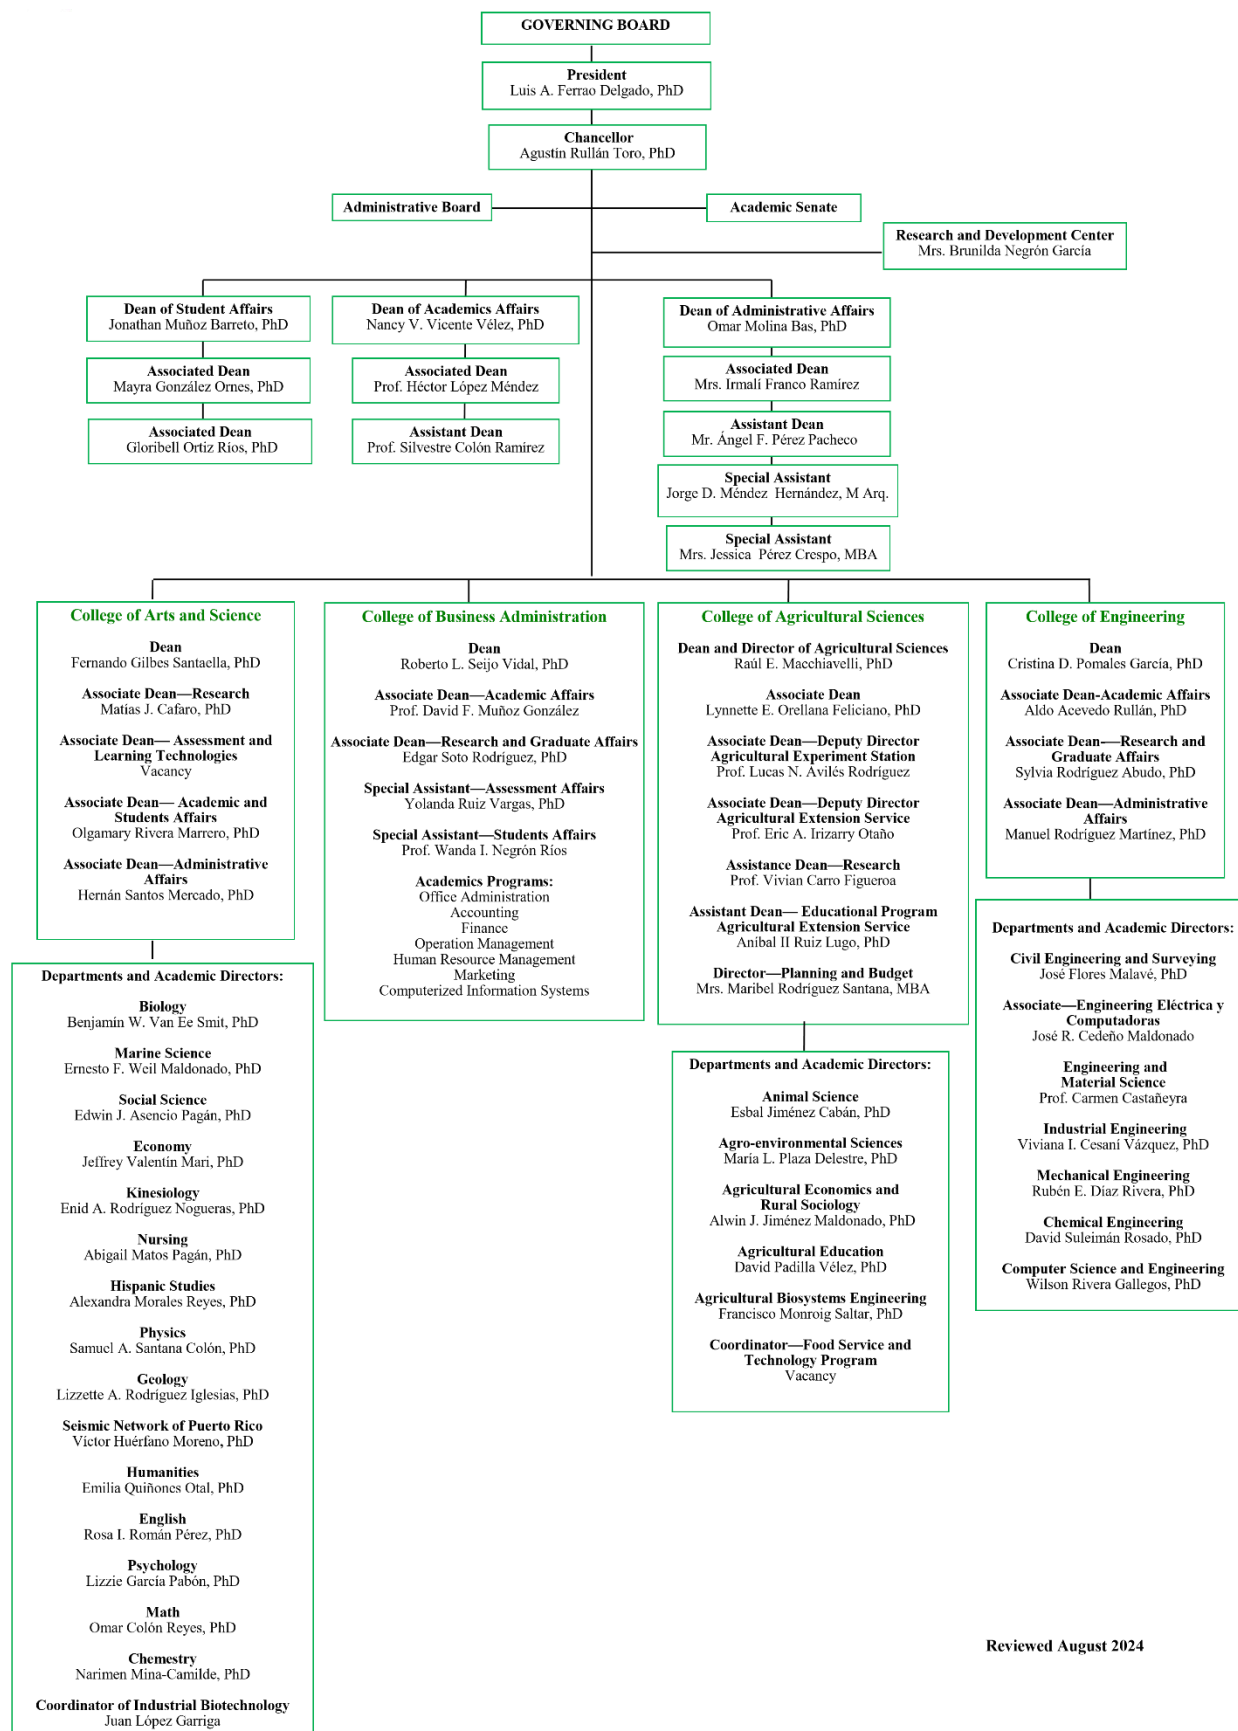 GOVERNING BOARD
President
Luis A. Ferrao Delgado, PhD
Chancellor
Agustín Rullán Toro, PhD
Administrative Board
Academic Senate
Research and Development Center
Mrs. Brunilda Negrón García
Dean of Student Affairs
Jonathan Muñoz Barreto, PhD
Associated Dean
Mayra González Ornes, PhD
Associated Dean
Gloribell Ortiz Ríos, PhD
Dean of Academics Affairs
Nancy V. Vicente Vélez, PhD
Associated Dean
Prof. Héctor López Méndez
Assistant Dean
Prof. Silvestre Colón Ramírez
Dean of Administrative Affairs
Omar Molina Bas, PhD
Associated Dean
Mrs. Irmalí Franco Ramírez
Assistant Dean
Mr. Ángel F. Pérez Pacheco
Special Assistant
Jorge D. Méndez Hernández, M Arq.
Special Assistant
Mrs. Jessica Pérez Crespo, MBA
College of Arts and Science
Dean
Fernando Gilbes Santaella, PhD
Associate Dean—Research
Matías J. Cafaro, PhD
Associate Dean— Assessment and
Learning Technologies
Vacancy
Associate Dean— Academic and
Students Affairs
Olgamary Rivera Marrero, PhD
Associate Dean—Administrative
Affairs
Hernán Santos Mercado, PhD
Departments and Academic Directors:
Biology
Benjamín W. Van Ee Smit, PhD
Marine Science
Ernesto F. Weil Maldonado, PhD
Social Science
Edwin J. Asencio Pagán, PhD
Economy
Jeffrey Valentín Mari, PhD
Kinesiology
Enid A. Rodríguez Nogueras, PhD
Nursing
Abigail Matos Pagán, PhD
Hispanic Studies
Alexandra Morales Reyes, PhD
Physics
Samuel A. Santana Colón, PhD
Geology
Lizzette A. Rodríguez Iglesias, PhD
Seismic Network of Puerto Rico
Víctor Huérfano Moreno, PhD
Humanities
Emilia Quiñones Otal, PhD
English
Rosa I. Román Pérez, PhD
Psychology
Lizzie García Pabón, PhD
Math
Omar Colón Reyes, PhD
Chemestry
Narimen Mina-Camilde, PhD
Coordinator of Industrial Biotechnology
Juan López Garriga
College of Business Administration
Dean
Roberto L. Seijo Vidal, PhD
Associate Dean—Academic Affairs
Prof. David F. Muñoz González
Associate Dean—Research and Graduate Affairs
Edgar Soto Rodríguez, PhD
Special Assistant—Assessment Affairs
Yolanda Ruiz Vargas, PhD
Special Assistant—Students Affairs
Prof. Wanda I. Negrón Ríos
Academics Programs:
Office Administration
Accounting
Finance
Operation Management
Human Resource Management
Marketing
Computerized Information Systems
College of Agricultural Sciences
Dean and Director of Agricultural Sciences
Raúl E. Macchiavelli, PhD
Associate Dean
Lynnette E. Orellana Feliciano, PhD
Associate Dean—Deputy Director
Agricultural Experiment Station
Prof. Lucas N. Avilés Rodríguez
Associate Dean—Deputy Director
Agricultural Extension Service
Prof. Eric A. Irizarry Otaño
Assistance Dean—Research
Prof. Vivian Carro Figueroa
Assistant Dean— Educational Program
Agricultural Extension Service
Aníbal II Ruiz Lugo, PhD
Director—Planning and Budget
Mrs. Maribel Rodríguez Santana, MBA
Departments and Academic Directors:
Animal Science
Esbal Jiménez Cabán, PhD
Agro-environmental Sciences
María L. Plaza Delestre, PhD
Agricultural Economics and
Rural Sociology
Alwin J. Jiménez Maldonado, PhD
Agricultural Education
David Padilla Vélez, PhD
Agricultural Biosystems Engineering
Francisco Monroig Saltar, PhD
Coordinator—Food Service and
Technology Program
Vacancy
College of Engineering
Dean
Cristina D. Pomales García, PhD
Associate Dean-Academic Affairs
Aldo Acevedo Rullán, PhD
Associate Dean-—Research and
Graduate Affairs
Sylvia Rodríguez Abudo, PhD
Associate Dean—Administrative
Affairs
Manuel Rodríguez Martínez, PhD
Departments and Academic Directors:
Civil Engineering and Surveying
José Flores Malavé, PhD
Associate—Engineering Eléctrica y
Computadoras
José R. Cedeño Maldonado
Engineering and
Material Science
Prof. Carmen Castañeyra
Industrial Engineering
Viviana I. Cesaní Vázquez, PhD
Mechanical Engineering
Rubén E. Díaz Rivera, PhD
Chemical Engineering
David Suleimán Rosado, PhD
Computer Science and Engineering
Wilson Rivera Gallegos, PhD
Reviewed August 2024